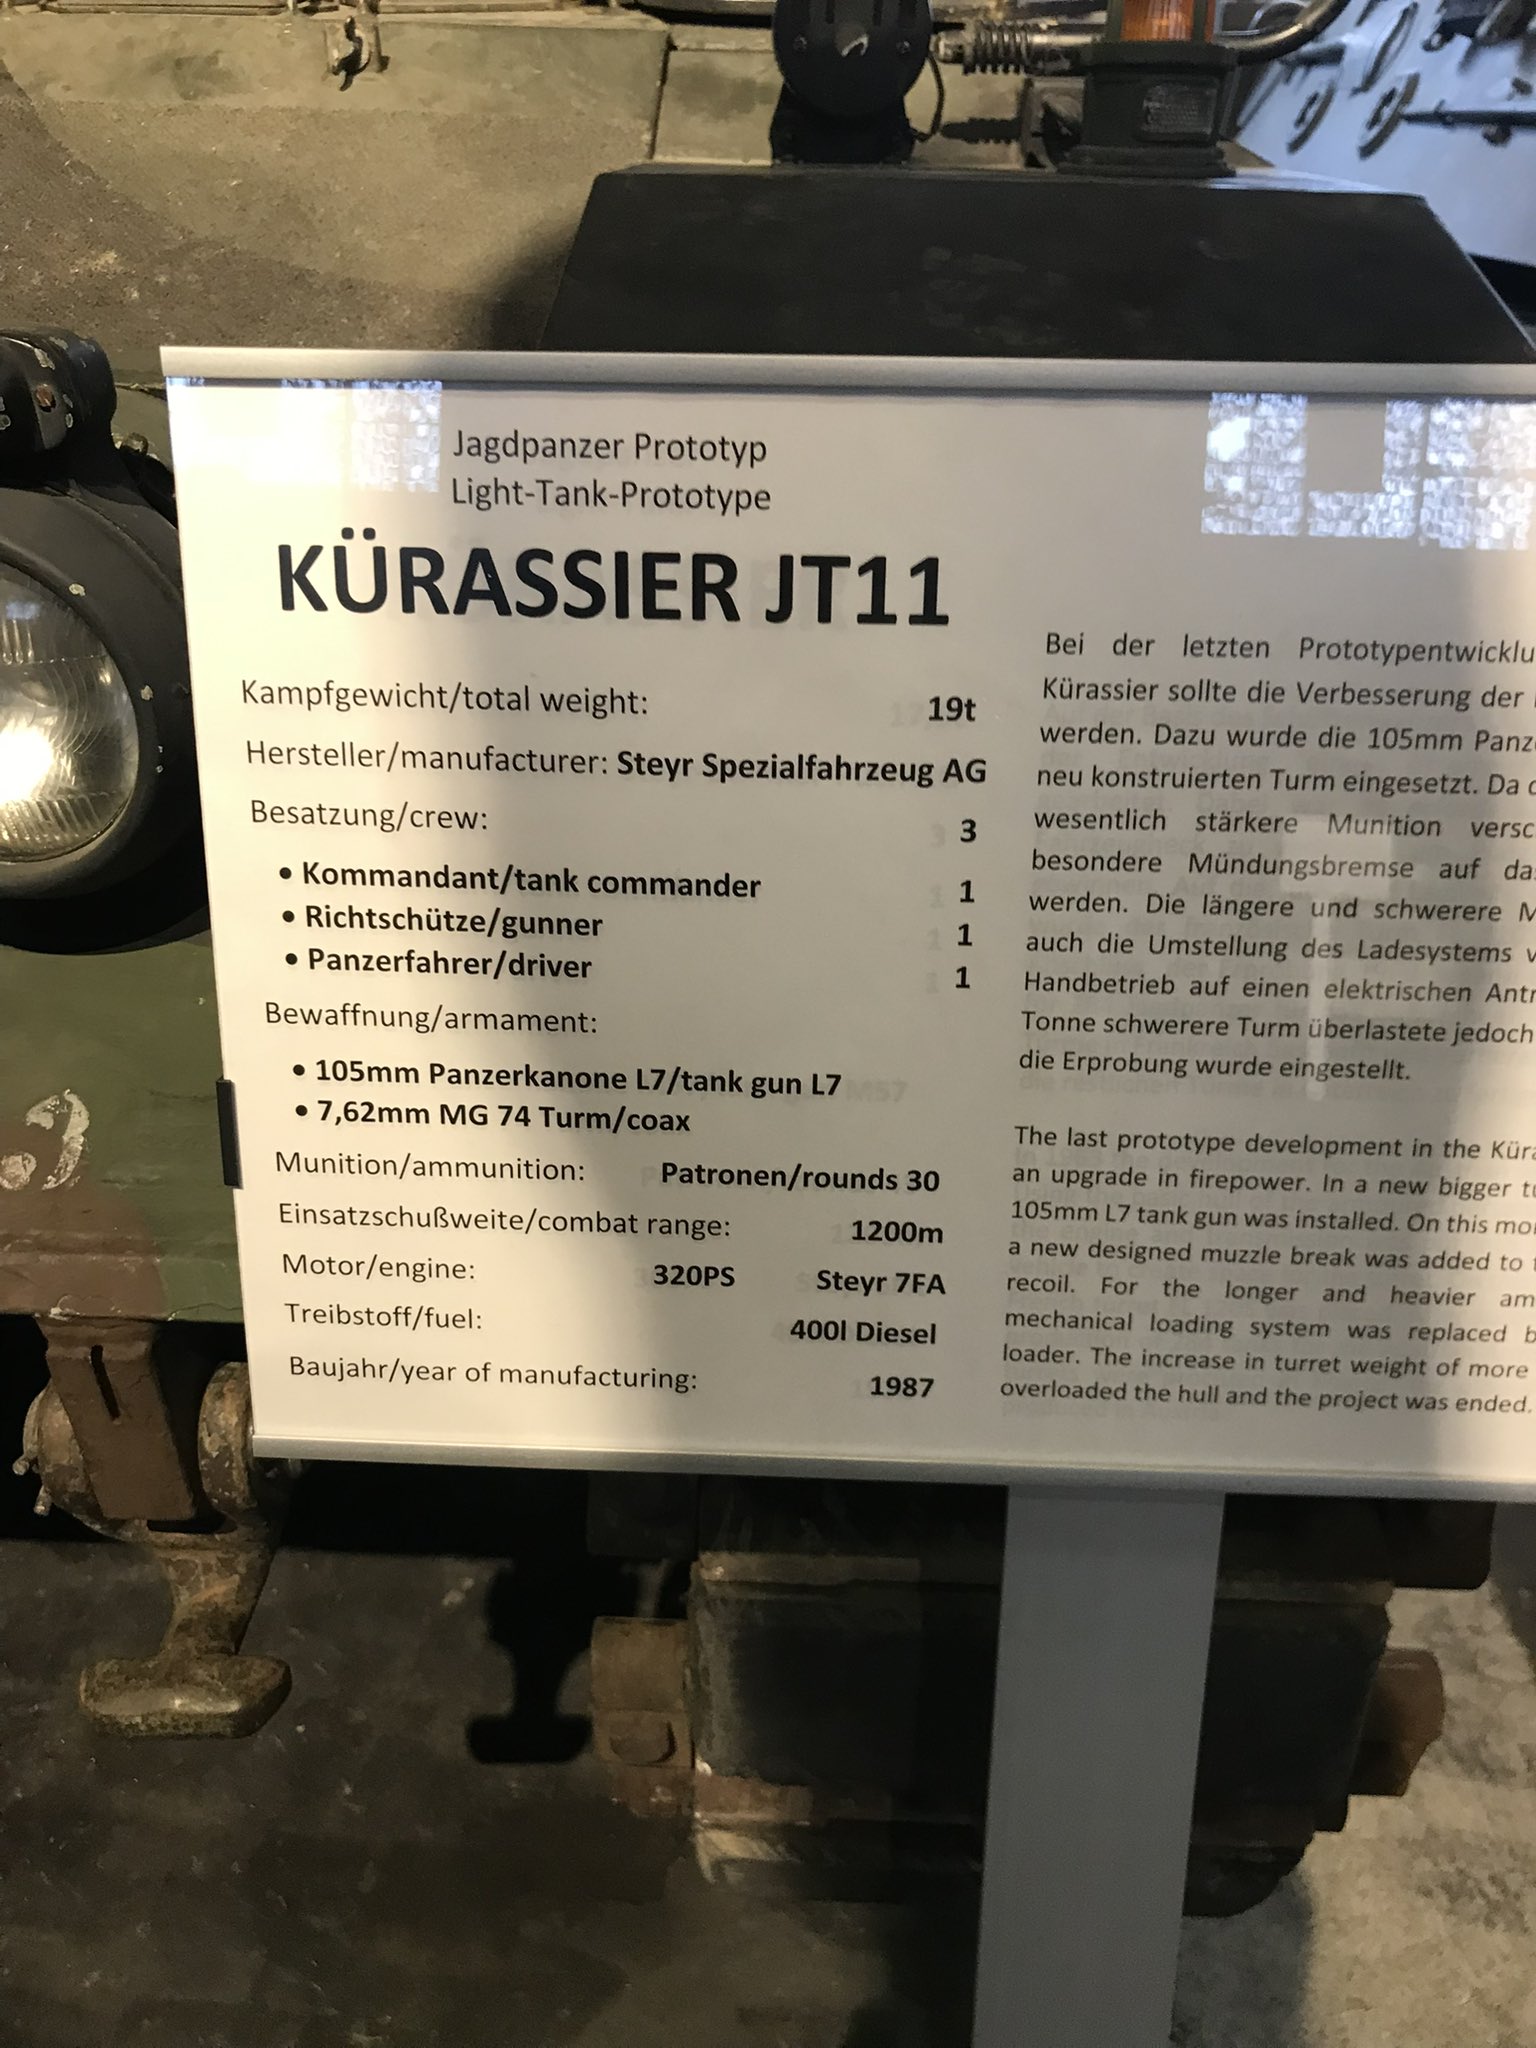 Jagdpanzer Prototyp
Light-Tank-Prototype
KÜRASSIER JT11
Kampfgewicht/total weight: 19t
Hersteller/manufacturer: Steyr Spezialfahrzeug AG
Besatzung/crew: 3
• Kommandant/tank commander 1
• Richtschütze/gunner 1
• Panzerfahrer/driver 1
Bewaffnung/armament:
• 105mm Panzerkanone L7/tank gun L7
• 7,62mm MG 74 Turm/coax
Munition/ammunition: Patronen/rounds 30
Einsatzschußweite/combat range: 1200m
Motor/engine: 320PS Steyr 7FA
Treibstoff/fuel: 400l Diesel
Baujahr/year of manufacturing: 1987
Bei der letzten
Kürassier sollte die Verbesserung der
werden. Dazu wurde die 105mm
neu konstruierten Turm eingesetzt. Da
wesentlich stärkere Munition
besondere Mündungsbremse auf
werden. Die längere und schwerere
auch die Umstellung des Ladesystems
Handbetrieb auf einen elektrischen
Tonne schwerere Turm überlastete jedoch
die Erprobung wurde eingestellt.
The last prototype development in the
an upgrade in firepower. In a new bigger
105mm L7 tank gun was installed. On this
a new designed muzzle break was added to
recoil. For the longer and heavier
mechanical loading system was replaced
loader. The increase in turret weight of more
overloaded the hull and the project was ended.